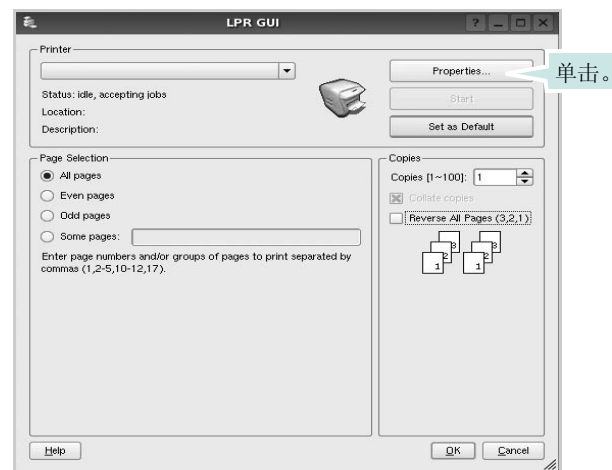 LPR GUI
Printer
Properties...
单击。
Status: idle, accepting jobs
Start
Location:
Description:
Set as Default
Page Selection
All pages
Even pages
Odd pages
Some pages:
Enter page numbers and/or groups of pages to print separated by
commas (1,2-5,10-12,17).
Copies
Copies [1~100]: 1
Collate copies
Reverse All Pages (3,2,1)
3 3
2 2
1 1
Help
OK
Cancel